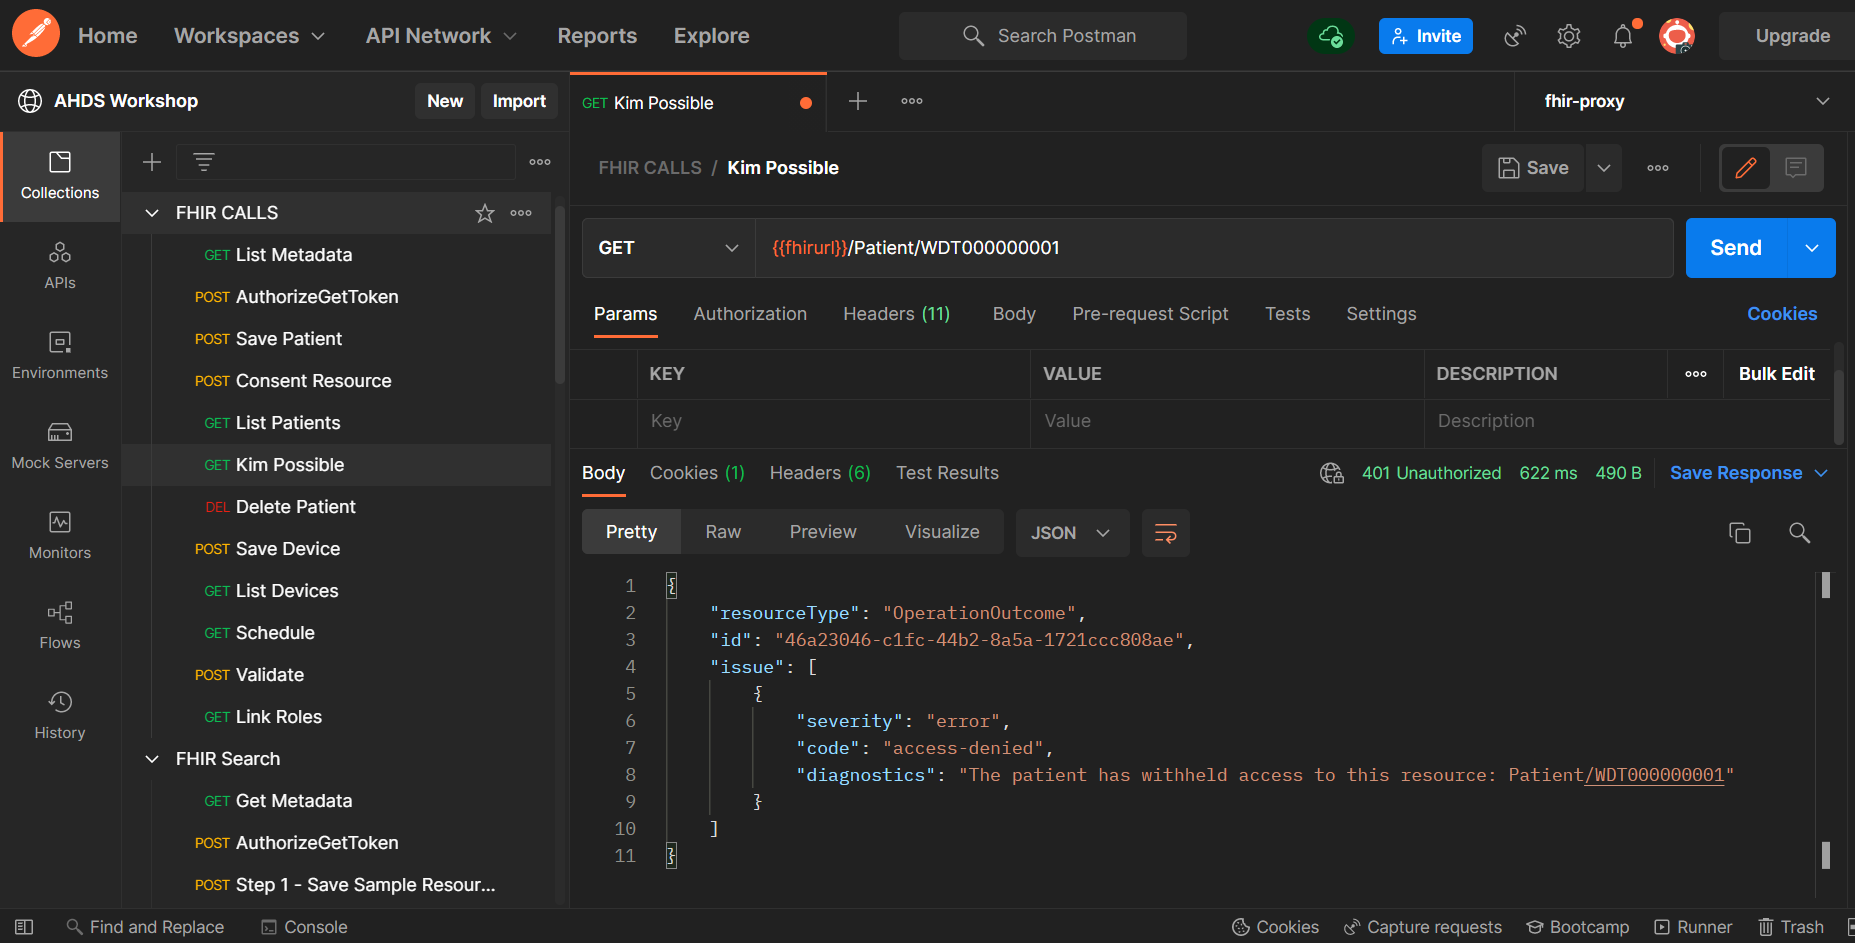 Home
Workspaces
API Network
Reports
Explore
Search Postman
Invite
Upgrade
AHDS Workshop
New
Import
GET Kim Possible
fhir-proxy
Collections
APIs
Environments
Mock Servers
Monitors
Flows
History
FHIR CALLS
GET List Metadata
POST AuthorizeGetToken
POST Save Patient
POST Consent Resource
GET List Patients
GET Kim Possible
DEL Delete Patient
POST Save Device
GET List Devices
GET Schedule
POST Validate
GET Link Roles
FHIR Search
GET Get Metadata
POST AuthorizeGetToken
POST Step 1 - Save Sample Resour...
FHIR CALLS / Kim Possible
Save
GET
{{fhirurl}}/Patient/WDT000000001
Send
Params
Authorization
Headers (11)
Body
Pre-request Script
Tests
Settings
Cookies
KEY
VALUE
DESCRIPTION
Bulk Edit
Key
Value
Description
Body
Cookies (1)
Headers (6)
Test Results
401 Unauthorized
622 ms
490 B
Save Response
Pretty
Raw
Preview
Visualize
JSON
1 {
2 "resourceType": "OperationOutcome",
3 "id": "46a23046-c1fc-44b2-8a5a-1721ccc808ae",
4 "issue": [
5 {
6 "severity": "error",
7 "code": "access-denied",
8 "diagnostics": "The patient has withheld access to this resource: Patient/WDT000000001"
9 }
10 ]
11 }
Find and Replace
Console
Cookies
Capture requests
Bootcamp
Runner
Trash